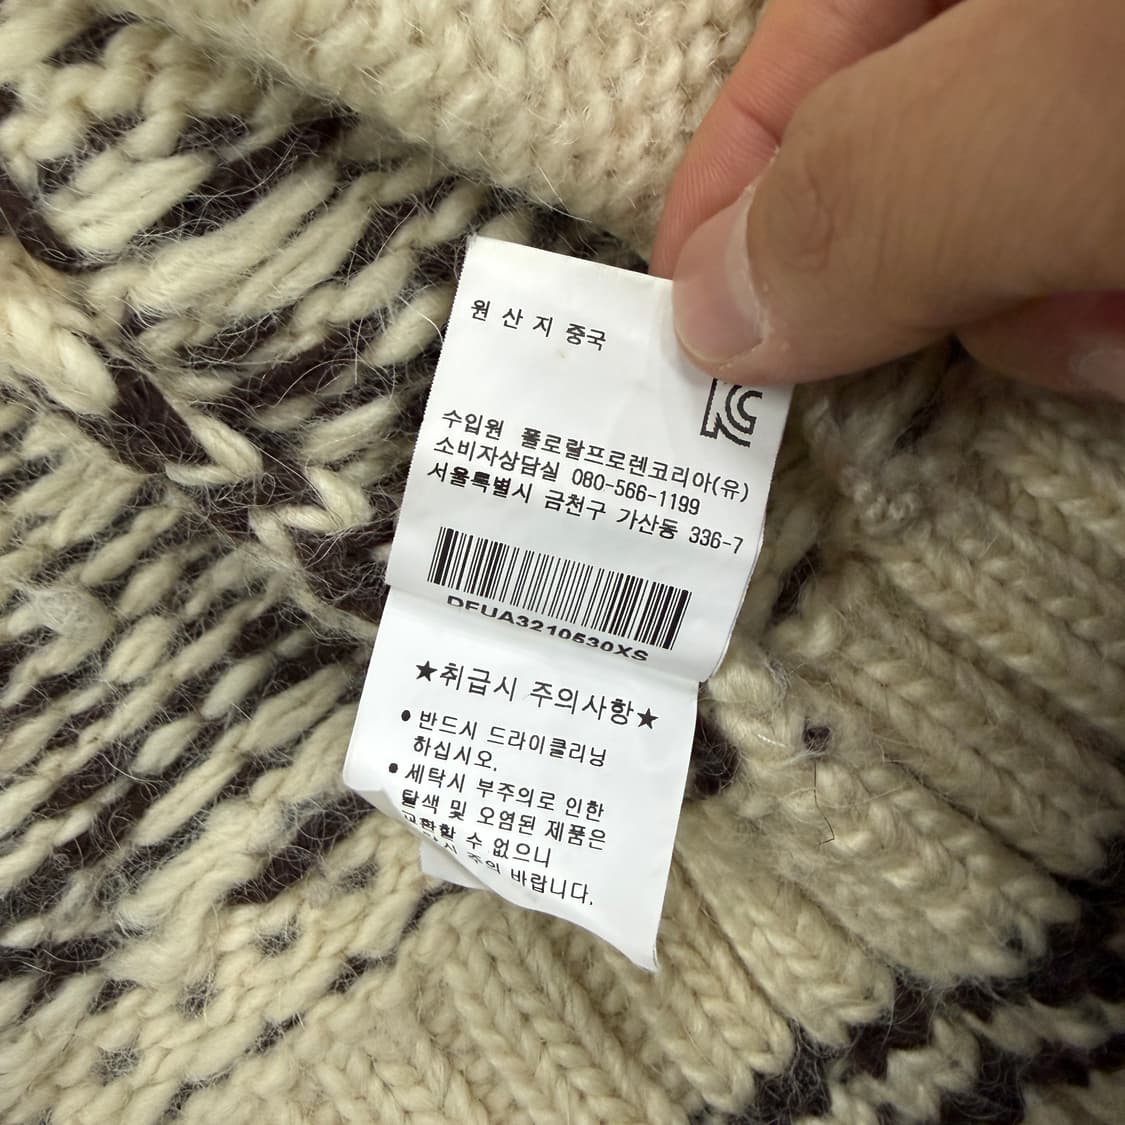 원 산 지 중국
수입원 폴로랄프로렌코리아(유)
소비자상담실 080-566-1199
서울특별시 금천구 가산동 336-7
DFUA3210530XS
★취급시 주의사항★
● 반드시 드라이클리닝
하십시오.
● 세탁시 부주의로 인한
탈색 및 오염된 제품은
교환할 수 없으니
주의 바랍니다.